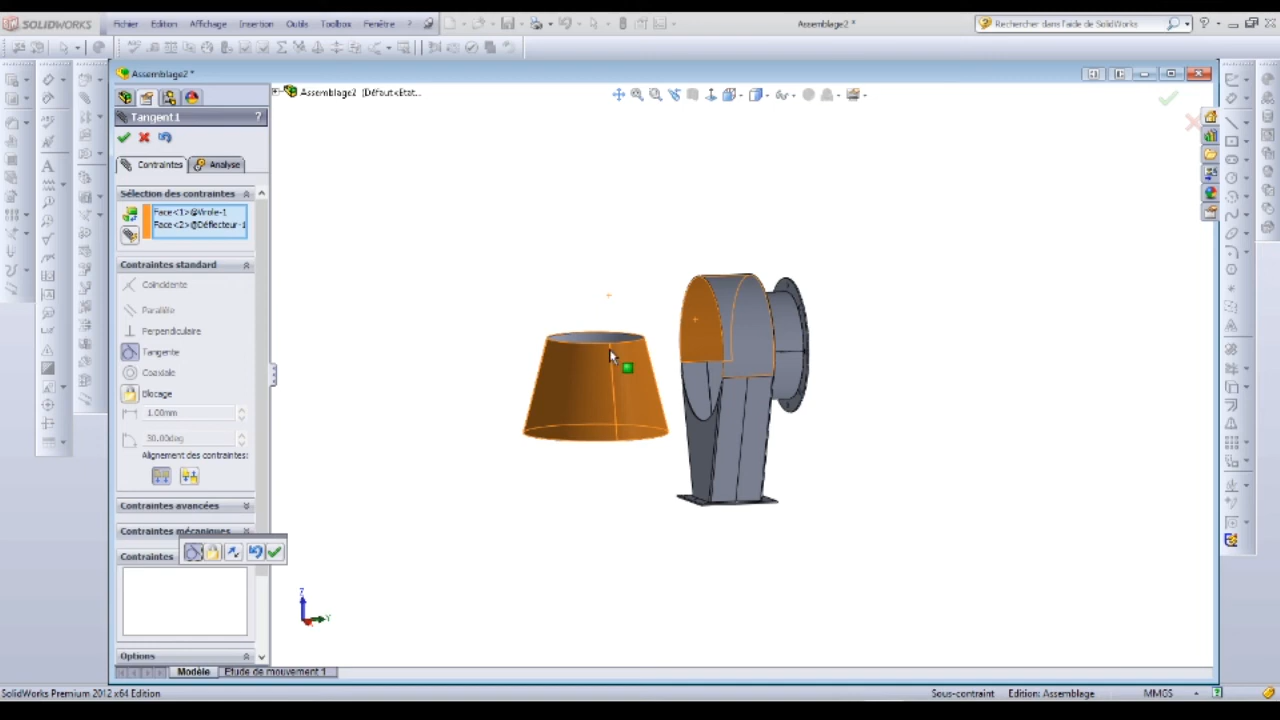 SOLIDWORKS
Fichier Edition Affichage Insertion Outils Toolbox Fenêtre ?
Assemblage2 *
Rechercher dans l'aide de SolidWorks
Assemblage2 *
Assemblage2 (Défaut<Etat...
Tangent1
?
Contraintes
Analyse
Sélection des contraintes
Face<1>@Virole-1
Face<2>@Déflecteur-1
Contraintes standard
Coïncidente
Parallèle
Perpendiculaire
Tangente
Coaxiale
Blocage
1.00mm
30.00deg
Alignement des contraintes:
Contraintes avancées
Contraintes mécaniques
Contraintes
Options
Z
Y
Modèle
Etude de mouvement 1
SolidWorks Premium 2012 x64 Edition
Sous-contraint
Edition: Assemblage
MMGS